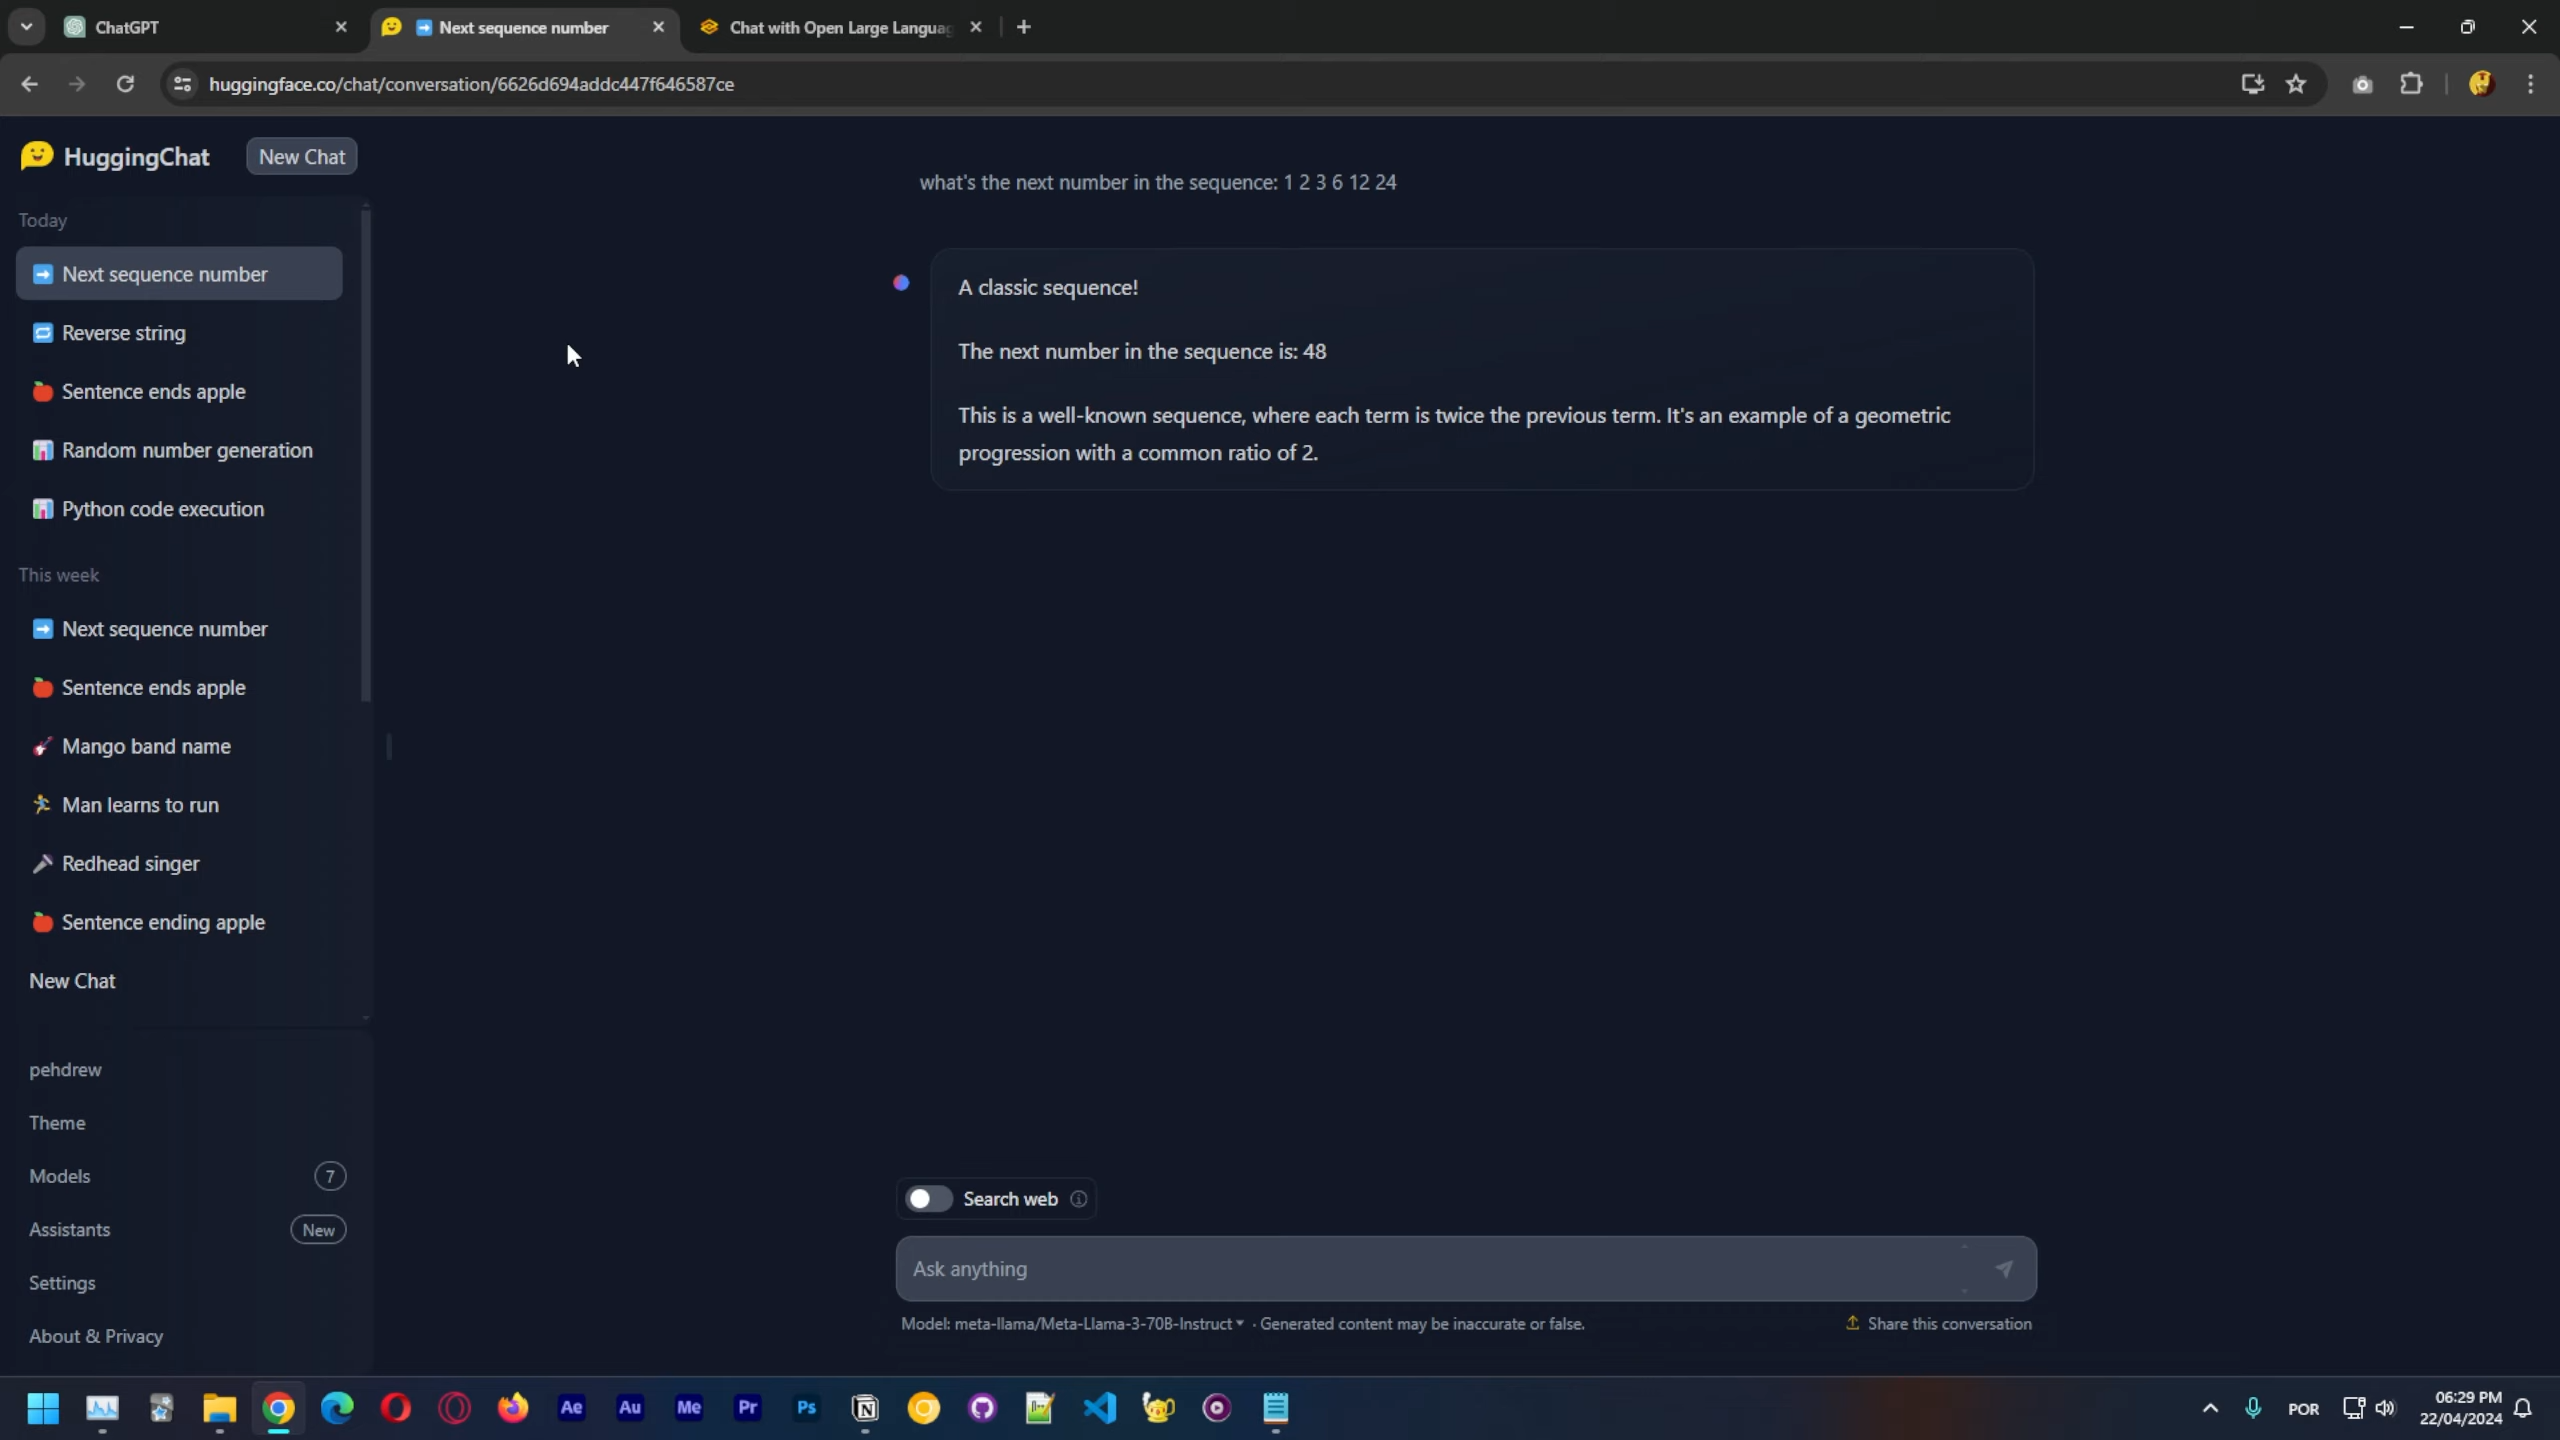 ChatGPT
Next sequence number
Chat with Open Large Languag
huggingface.co/chat/conversation/6626d694addc447f646587ce
HuggingChat
New Chat
Today
Next sequence number
Reverse string
Sentence ends apple
Random number generation
Python code execution
This week
Next sequence number
Sentence ends apple
Mango band name
Man learns to run
Redhead singer
Sentence ending apple
New Chat
pehdrew
Theme
Models 7
Assistants New
Settings
About & Privacy
what's the next number in the sequence: 1 2 3 6 12 24
A classic sequence!
The next number in the sequence is: 48
This is a well-known sequence, where each term is twice the previous term. It's an example of a geometric
progression with a common ratio of 2.
Search web
Ask anything
Model: meta-llama/Meta-Llama-3-70B-Instruct · Generated content may be inaccurate or false.
Share this conversation
Ae Au Me Pr Ps
POR
06:29 PM
22/04/2024